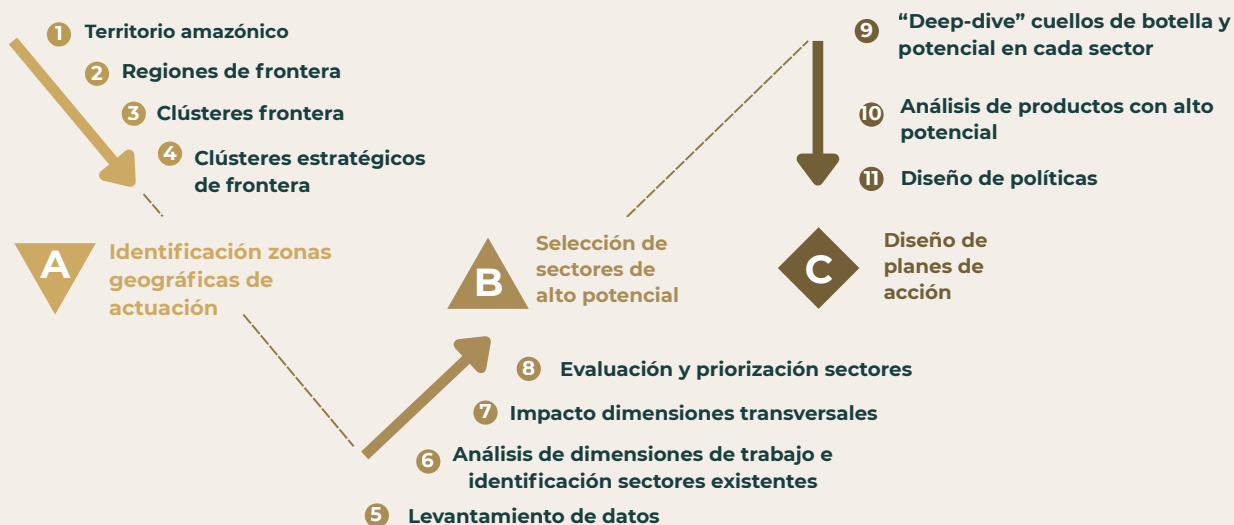 1 Territorio amazónico
2 Regiones de frontera
3 Clústeres frontera
4 Clústeres estratégicos
de frontera
A
Identificación zonas
geográficas de
actuación
5 Levantamiento de datos
6 Análisis de dimensiones de trabajo e
identificación sectores existentes
7 Impacto dimensiones transversales
8 Evaluación y priorización sectores
B
Selección de
sectores de
alto potencial
9 “Deep-dive” cuellos de botella y
potencial en cada sector
10 Análisis de productos con alto
potencial
11 Diseño de políticas
C
Diseño de
planes de
acción